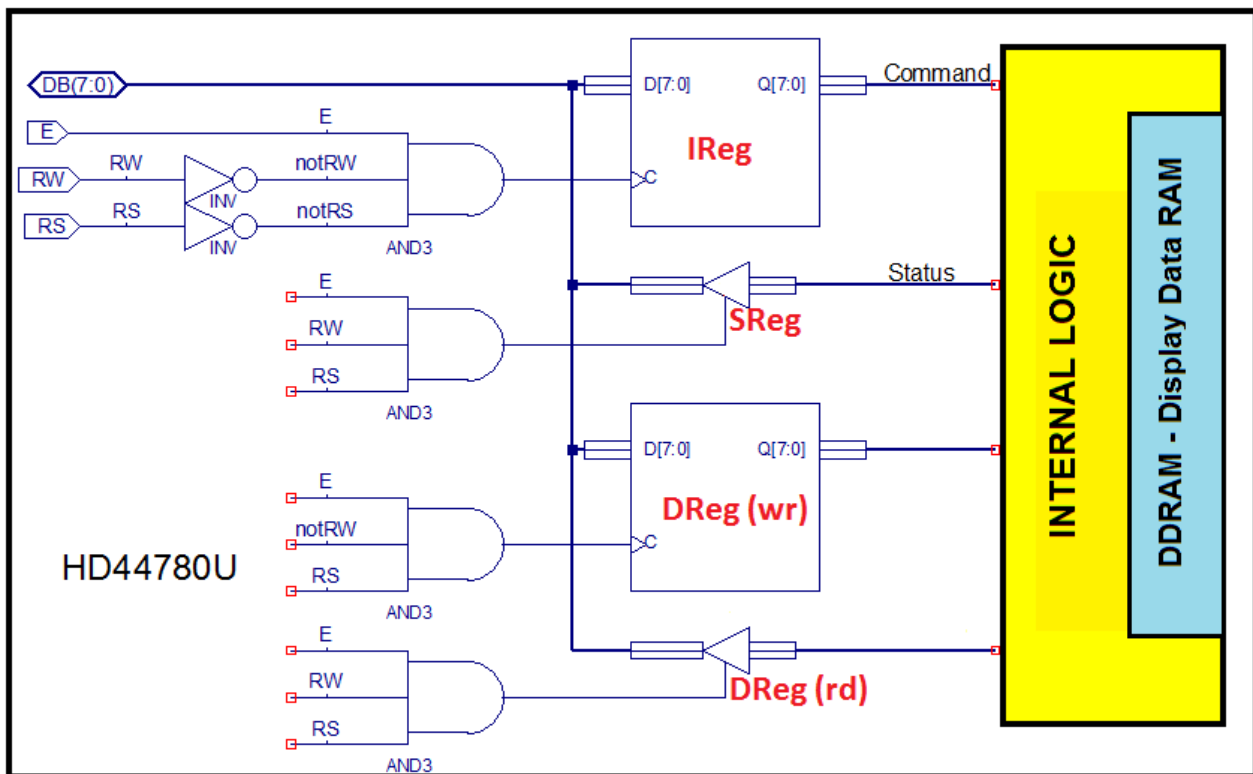 DB(7:0)
D[7:0]
Q[7:0]
Command
E
E
IReg
RW
RW
INV
notRW
C
RS
RS
INV
notRS
AND3
E
RW
RS
AND3
Status
SReg
D[7:0]
Q[7:0]
DReg (wr)
E
notRW
C
RS
AND3
HD44780U
E
RW
RS
AND3
DReg (rd)
INTERNAL LOGIC
DDRAM - Display Data RAM